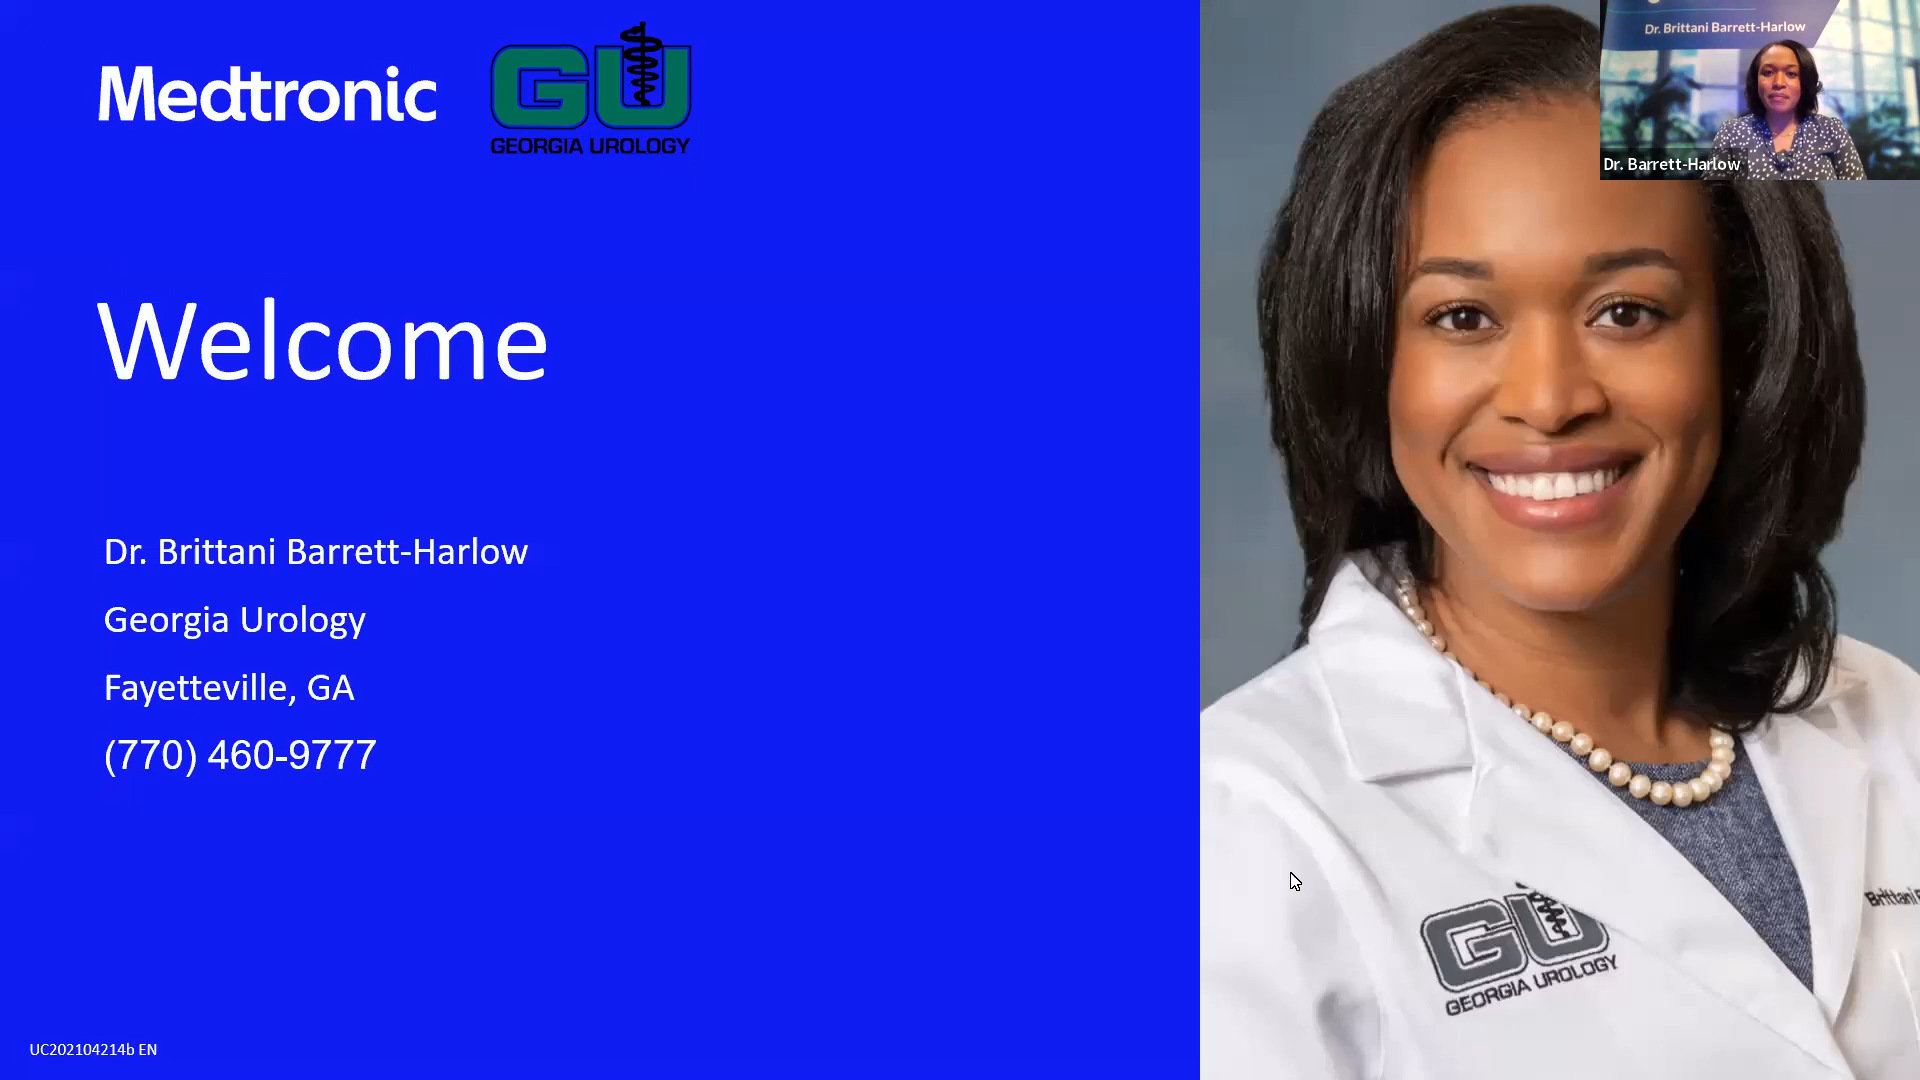 Medtronic
GU
GEORGIA UROLOGY
Dr. Brittani Barrett-Harlow
Dr. Barrett-Harlow
Welcome
Dr. Brittani Barrett-Harlow
Georgia Urology
Fayetteville, GA
(770) 460-9777
Brittani
GU
GEORGIA UROLOGY
UC202104214b EN